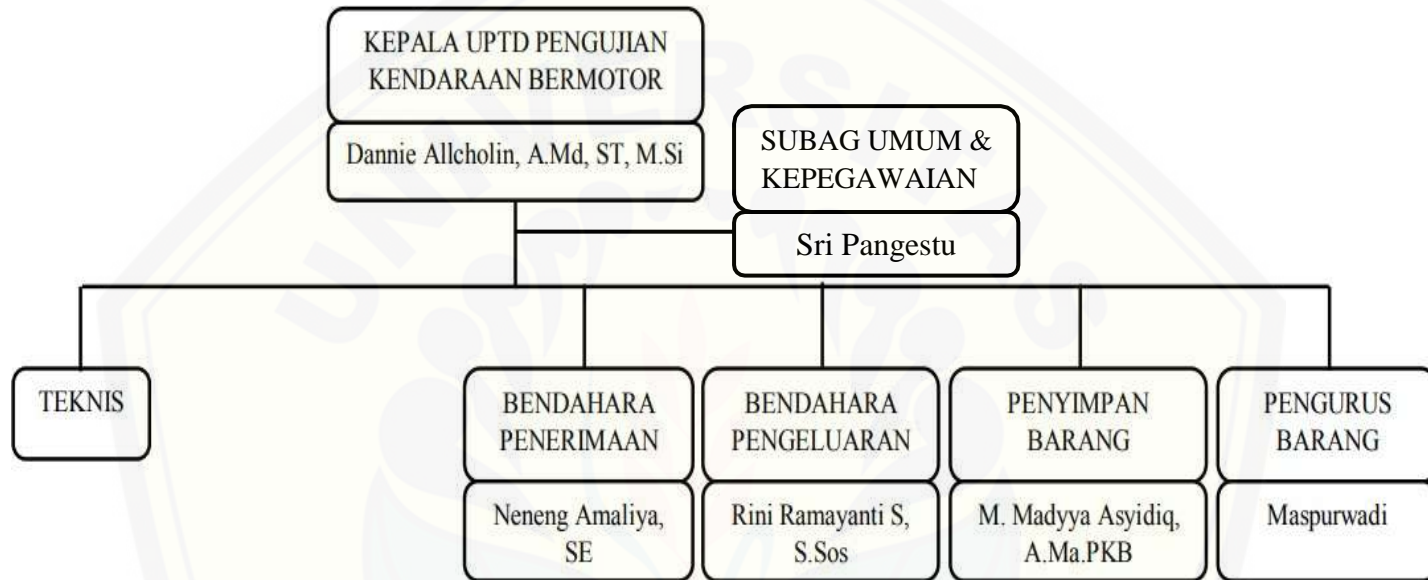 KEPALA UPTD PENGUJIAN
KENDARAAN BERMOTOR
Dannie Allcholin, A.Md, ST, M.Si
SUBAG UMUM &
KEPEGAWAIAN
Sri Pangestu
TEKNIS
BENDAHARA
PENERIMAAN
Neneng Amaliya,
SE
BENDAHARA
PENGELUARAN
Rini Ramayanti S,
S.Sos
PENYIMPAN
BARANG
M. Madyya Asyidiq,
A.Ma.PKB
PENGURUS
BARANG
Maspurwadi
UNIVERSITAS